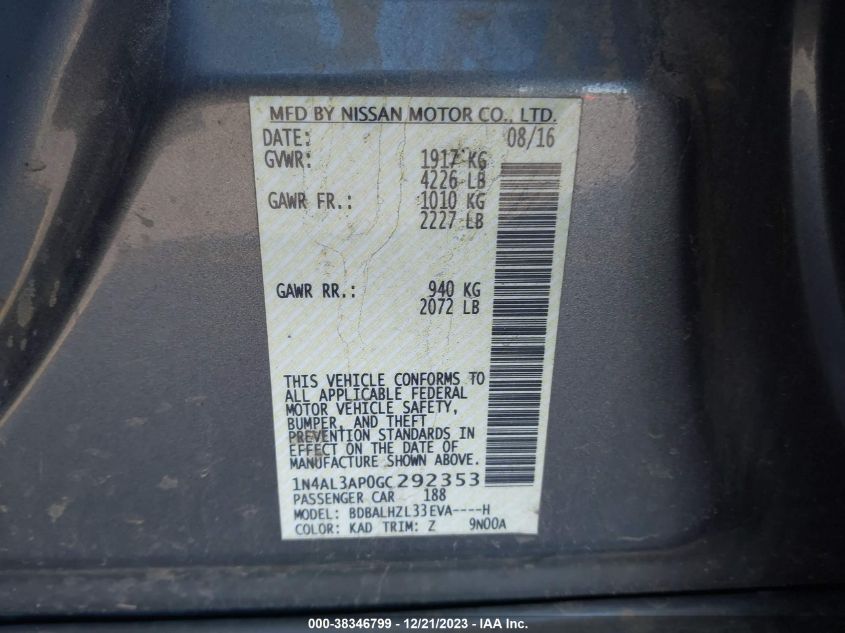 MFD BY NISSAN MOTOR CO., LTD.
DATE: 08/16
GVWR: 1917 KG
4226 LB
GAWR FR.: 1010 KG
2227 LB
GAWR RR.: 940 KG
2072 LB
THIS VEHICLE CONFORMS TO
ALL APPLICABLE FEDERAL
MOTOR VEHICLE SAFETY,
BUMPER, AND THEFT
PREVENTION STANDARDS IN
EFFECT ON THE DATE OF
MANUFACTURE SHOWN ABOVE.
1N4AL3AP0GC292353
PASSENGER CAR 188
MODEL: BDBALHZL33EVA----H
COLOR: KAD TRIM: Z 9N00A
000-38346799 - 12/21/2023 - IAA Inc.